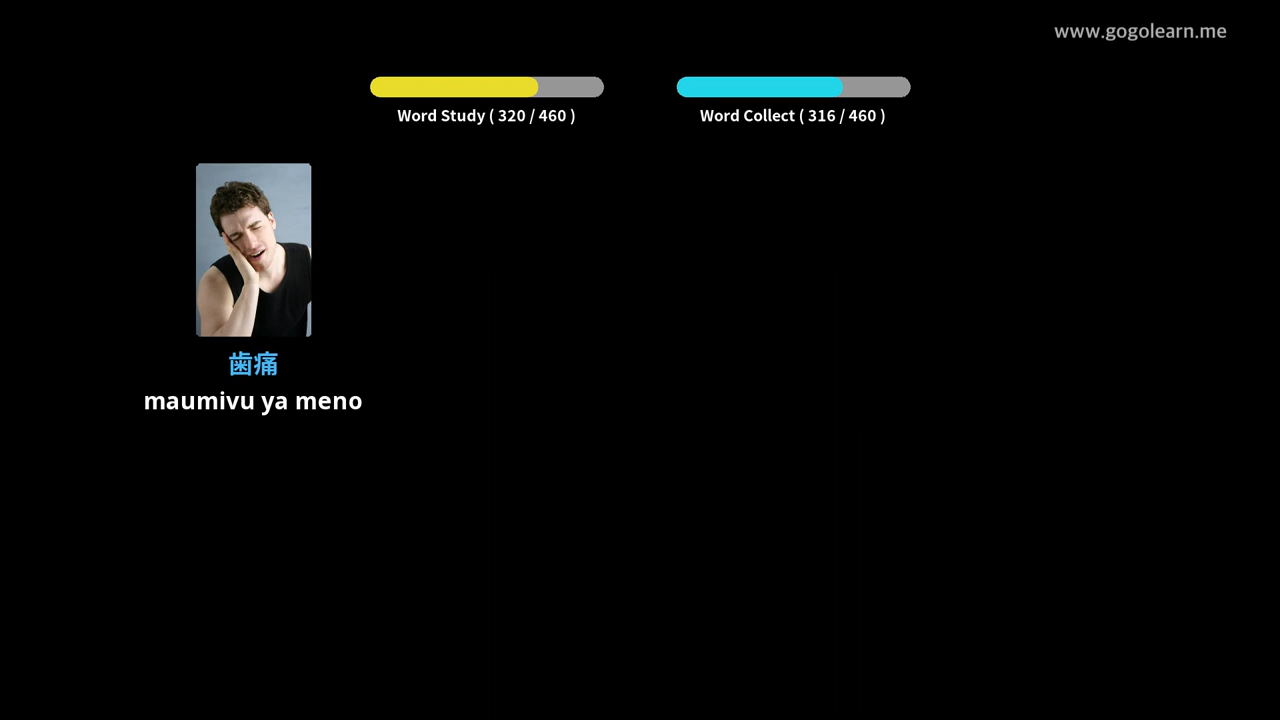 www.gogolearn.me
Word Study ( 320 / 460 )
Word Collect ( 316 / 460 )
歯痛
maumivu ya meno